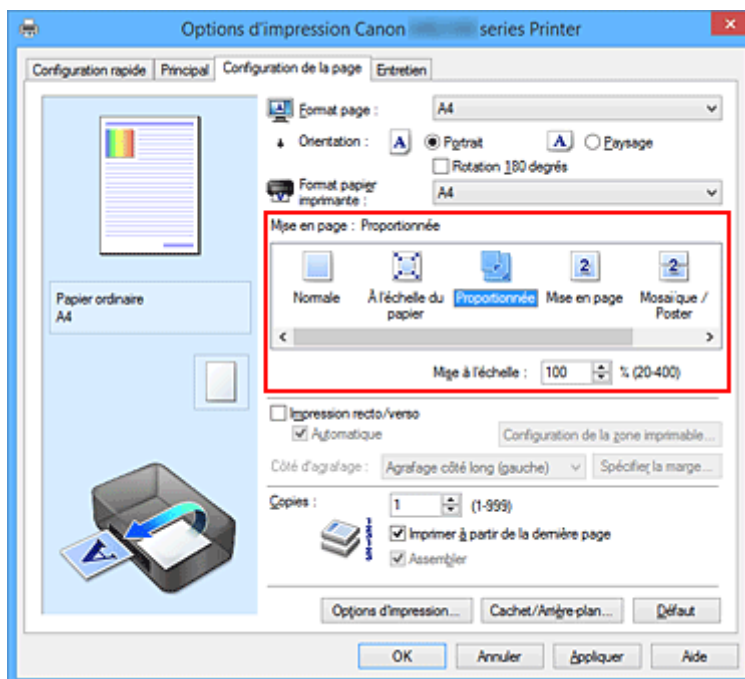 Options d'impression Canon series Printer
Configuration rapide Principal Configuration de la page Entretien
Format page : A4
Orientation : A Portrait A Paysage
Rotation 180 degrés
Format papier
imprimante : A4
Mise en page : Proportionnée
2 2
Normale À l'échelle du Proportionnée Mise en page Mosaïque /
papier Poster
Papier ordinaire
A4
Mise à l'échelle : 100 % (20-400)
Impression recto/verso
Automatique Configuration de la zone imprimable...
Côté d'agrafage : Agrafage côté long (gauche) Spécifier la marge...
Copies : 1 (1-999)
Imprimer à partir de la dernière page
Assembler
A
Options d'impression... Cachet/Arrière-plan... Défaut
OK Annuler Appliquer Aide